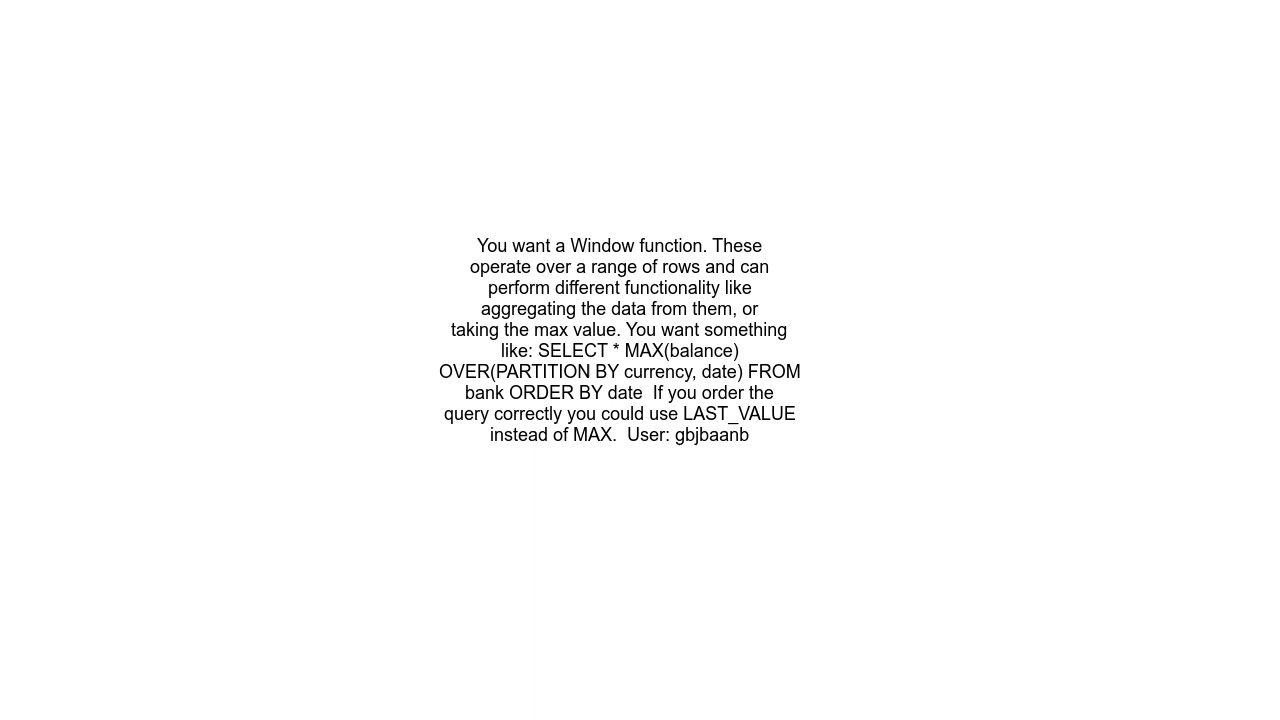 You want a Window function. These
operate over a range of rows and can
perform different functionality like
aggregating the data from them, or
taking the max value. You want something
like: SELECT * MAX(balance)
OVER(PARTITION BY currency, date) FROM
bank ORDER BY date  If you order the
query correctly you could use LAST_VALUE
instead of MAX.  User: gbjbaanb